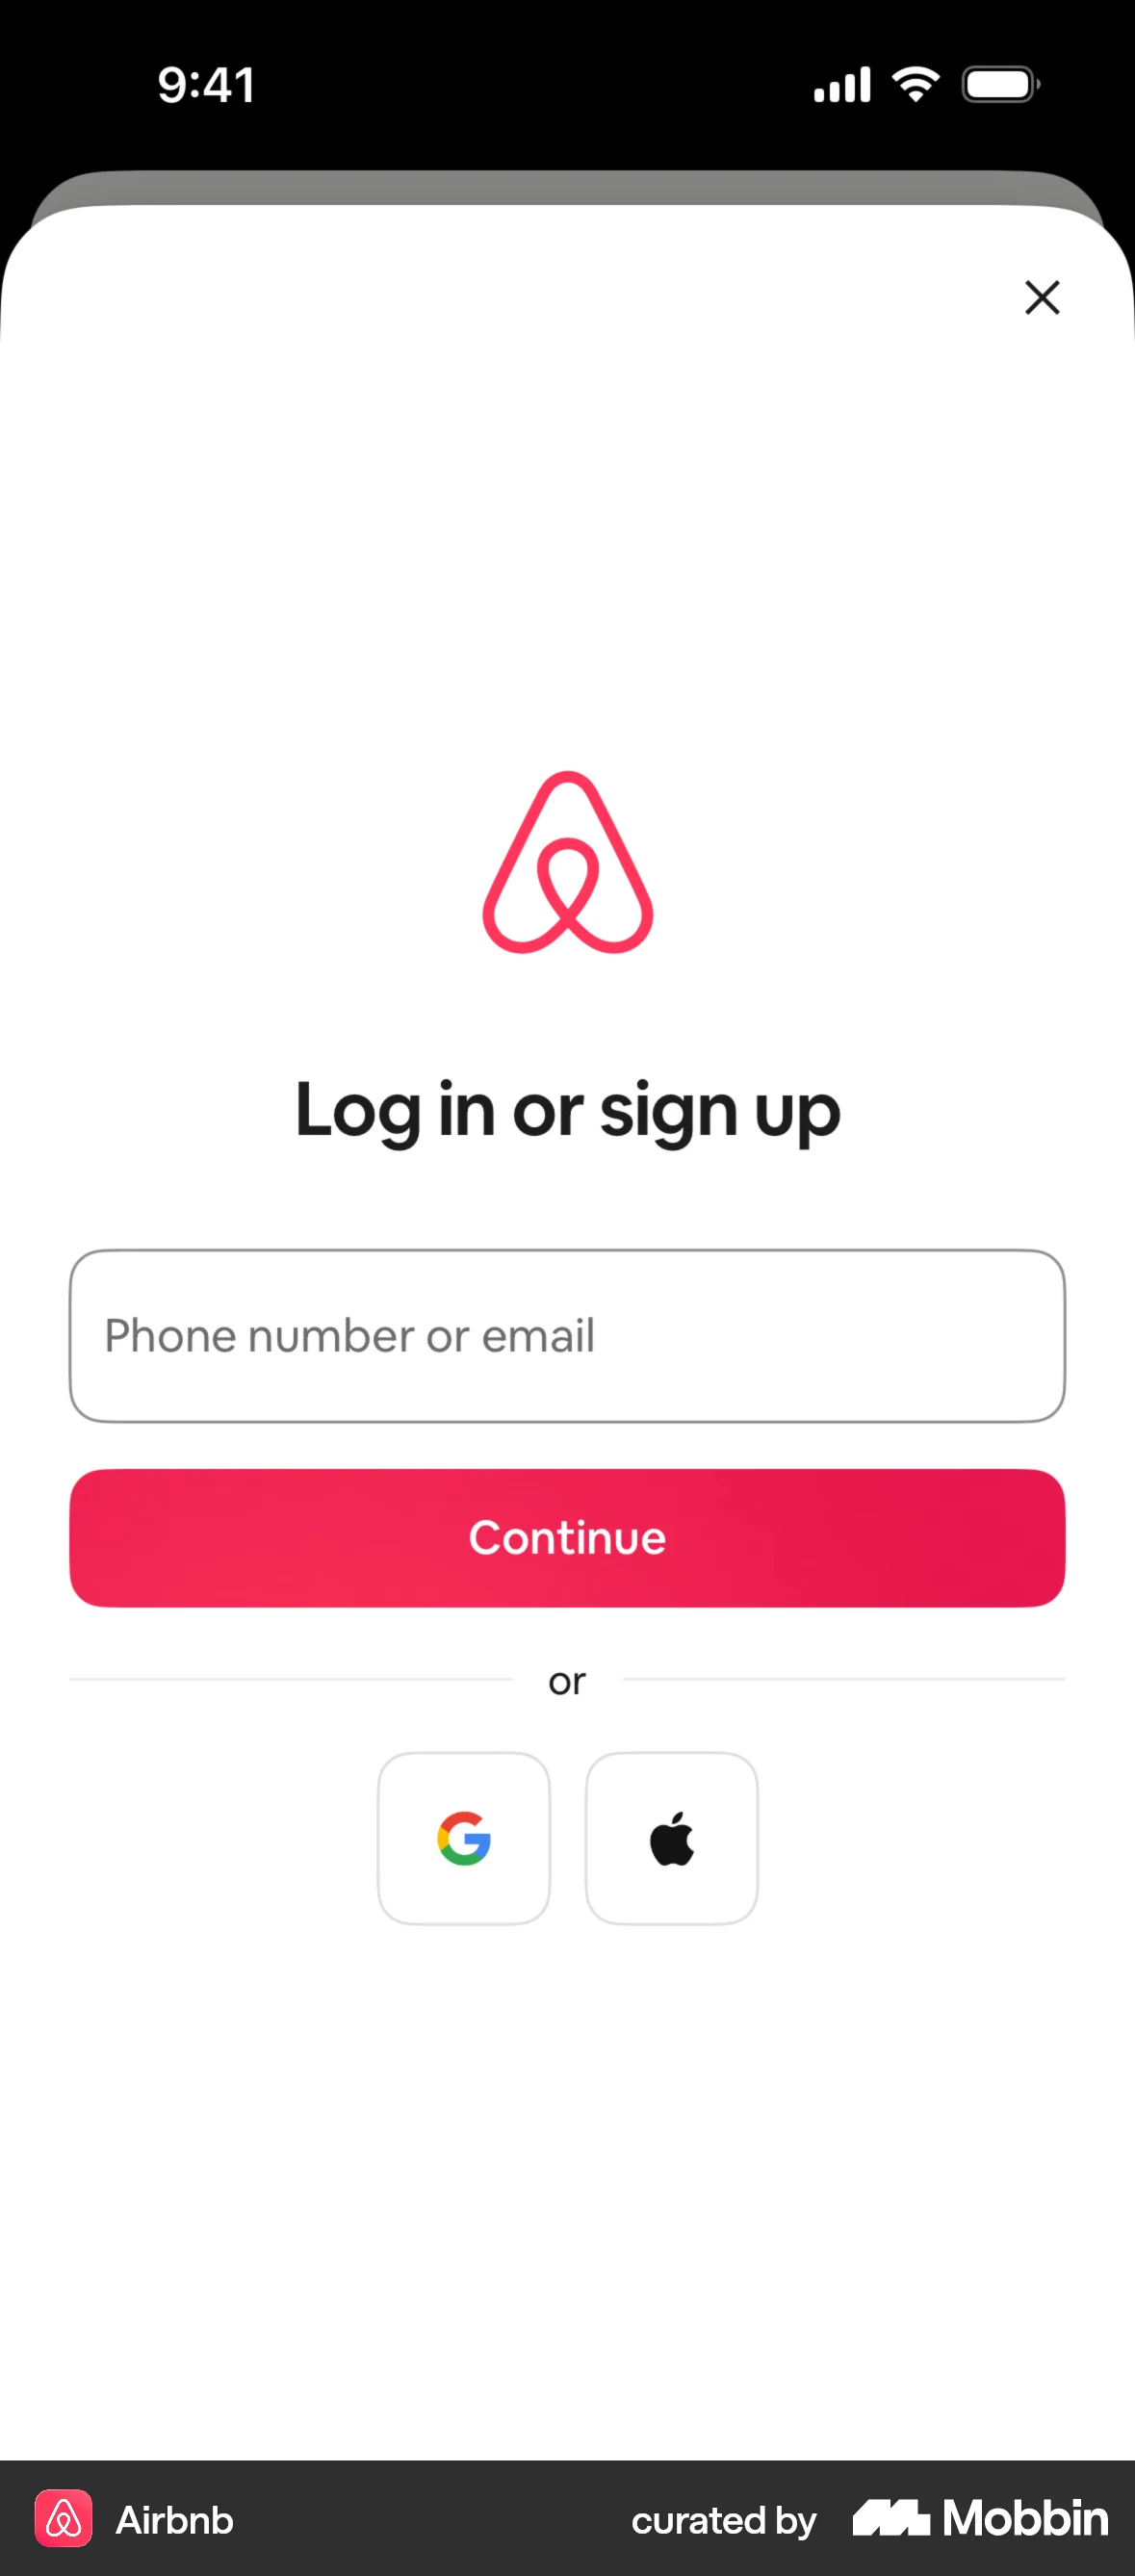 9:41
Log in or sign up
Phone number or email
Continue
or
Airbnb
curated by Mobbin